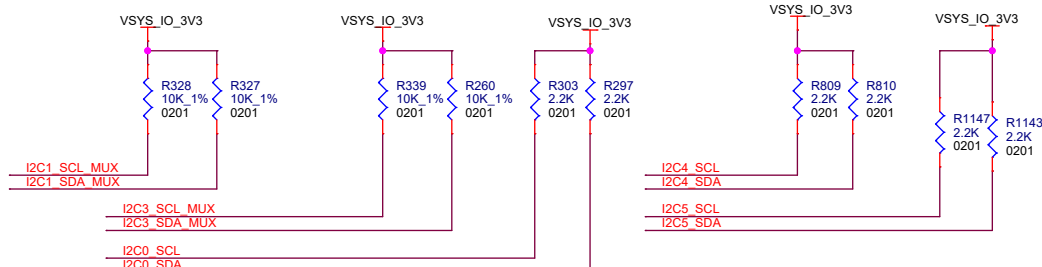 VSYS_IO_3V3
VSYS_IO_3V3
VSYS_IO_3V3
VSYS_IO_3V3
VSYS_IO_3V3
R328
10K_1%
0201
R327
10K_1%
0201
R339
10K_1%
0201
R260
10K_1%
0201
R303
2.2K
0201
R297
2.2K
0201
R809
2.2K
0201
R810
2.2K
0201
R1147
2.2K
0201
R1143
2.2K
0201
I2C1_SCL_MUX
I2C1_SDA_MUX
I2C3_SCL_MUX
I2C3_SDA_MUX
I2C0_SCL
I2C0_SDA
I2C4_SCL
I2C4_SDA
I2C5_SCL
I2C5_SDA